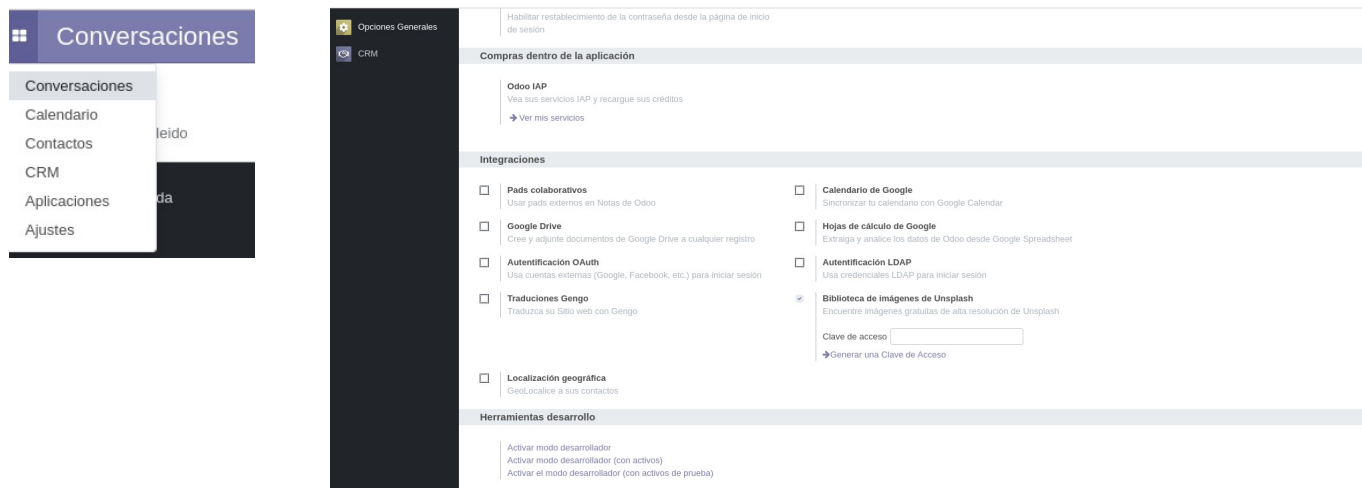 Conversaciones
Conversaciones
Calendario
Contactos
CRM
Aplicaciones
Ajustes
leido
da
Opciones Generales
CRM
Habilitar restablecimiento de la contraseña desde la página de inicio
de sesión
Compras dentro de la aplicación
Odoo IAP
Vea sus servicios IAP y recargue sus créditos
Ver mis servicios
Integraciones
Pads colaborativos
Usar pads externos en Notas de Odoo
Calendario de Google
Sincronizar tu calendario con Google Calendar
Google Drive
Cree y adjunte documentos de Google Drive a cualquier registro
Hojas de cálculo de Google
Extraiga y analice los datos de Odoo desde Google Spreadsheet
Autentificación OAuth
Usa cuentas externas (Google, Facebook, etc.) para iniciar sesión
Autentificación LDAP
Usa credenciales LDAP para iniciar sesión
Traduciones Gengo
Traduzca su Sitio web con Gengo
Biblioteca de imágenes de Unsplash
Encuentre imágenes gratuitas de alta resolución de Unsplash
Clave de acceso
Generar una Clave de Acceso
Localización geográfica
GeoLocalice a sus contactos
Herramientas desarrollo
Activar modo desarrollador
Activar modo desarrollador (con activos)
Activar el modo desarrollador (con activos de prueba)